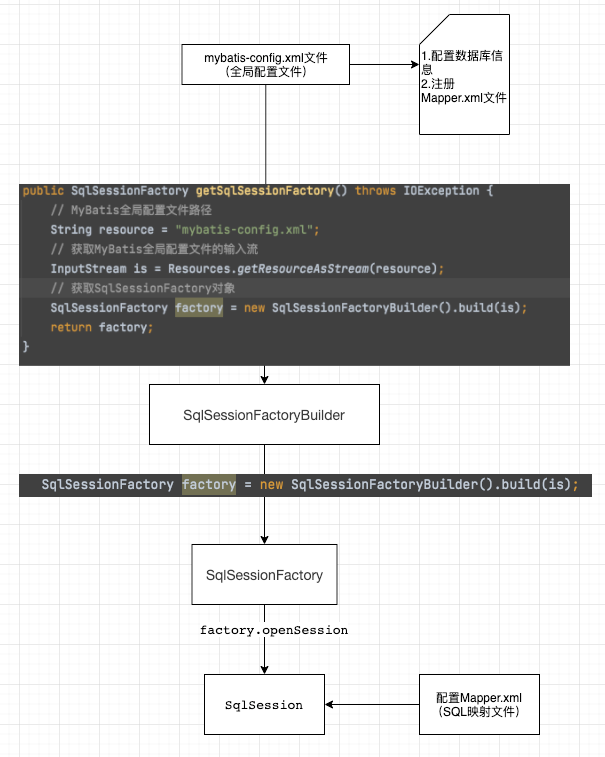 mybatis-config.xml文件
（全局配置文件）
1.配置数据库信
息
2.注册
Mapper.xml文件
public SqlSessionFactory getSqlSessionFactory() throws IOException {
// MyBatis全局配置文件路径
String resource = "mybatis-config.xml";
// 获取MyBatis全局配置文件的输入流
InputStream is = Resources.getResourceAsStream(resource);
// 获取SqlSessionFactory对象
SqlSessionFactory factory = new SqlSessionFactoryBuilder().build(is);
return factory;
}
SqlSessionFactoryBuilder
SqlSessionFactory factory = new SqlSessionFactoryBuilder().build(is);
SqlSessionFactory
factory.openSession
SqlSession
配置Mapper.xml
（SQL映射文件）